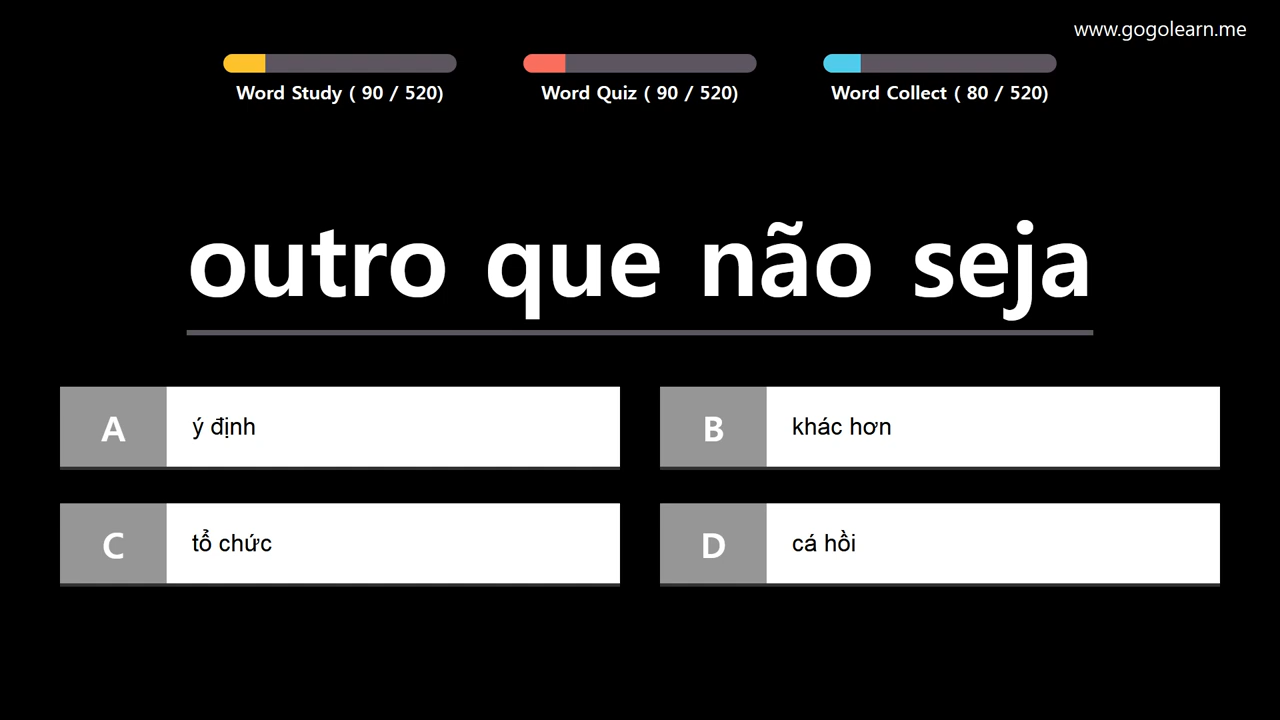 www.gogolearn.me
Word Study ( 90 / 520)
Word Quiz ( 90 / 520)
Word Collect ( 80 / 520)
outro que não seja
A
ý định
B
khác hơn
C
tổ chức
D
cá hồi